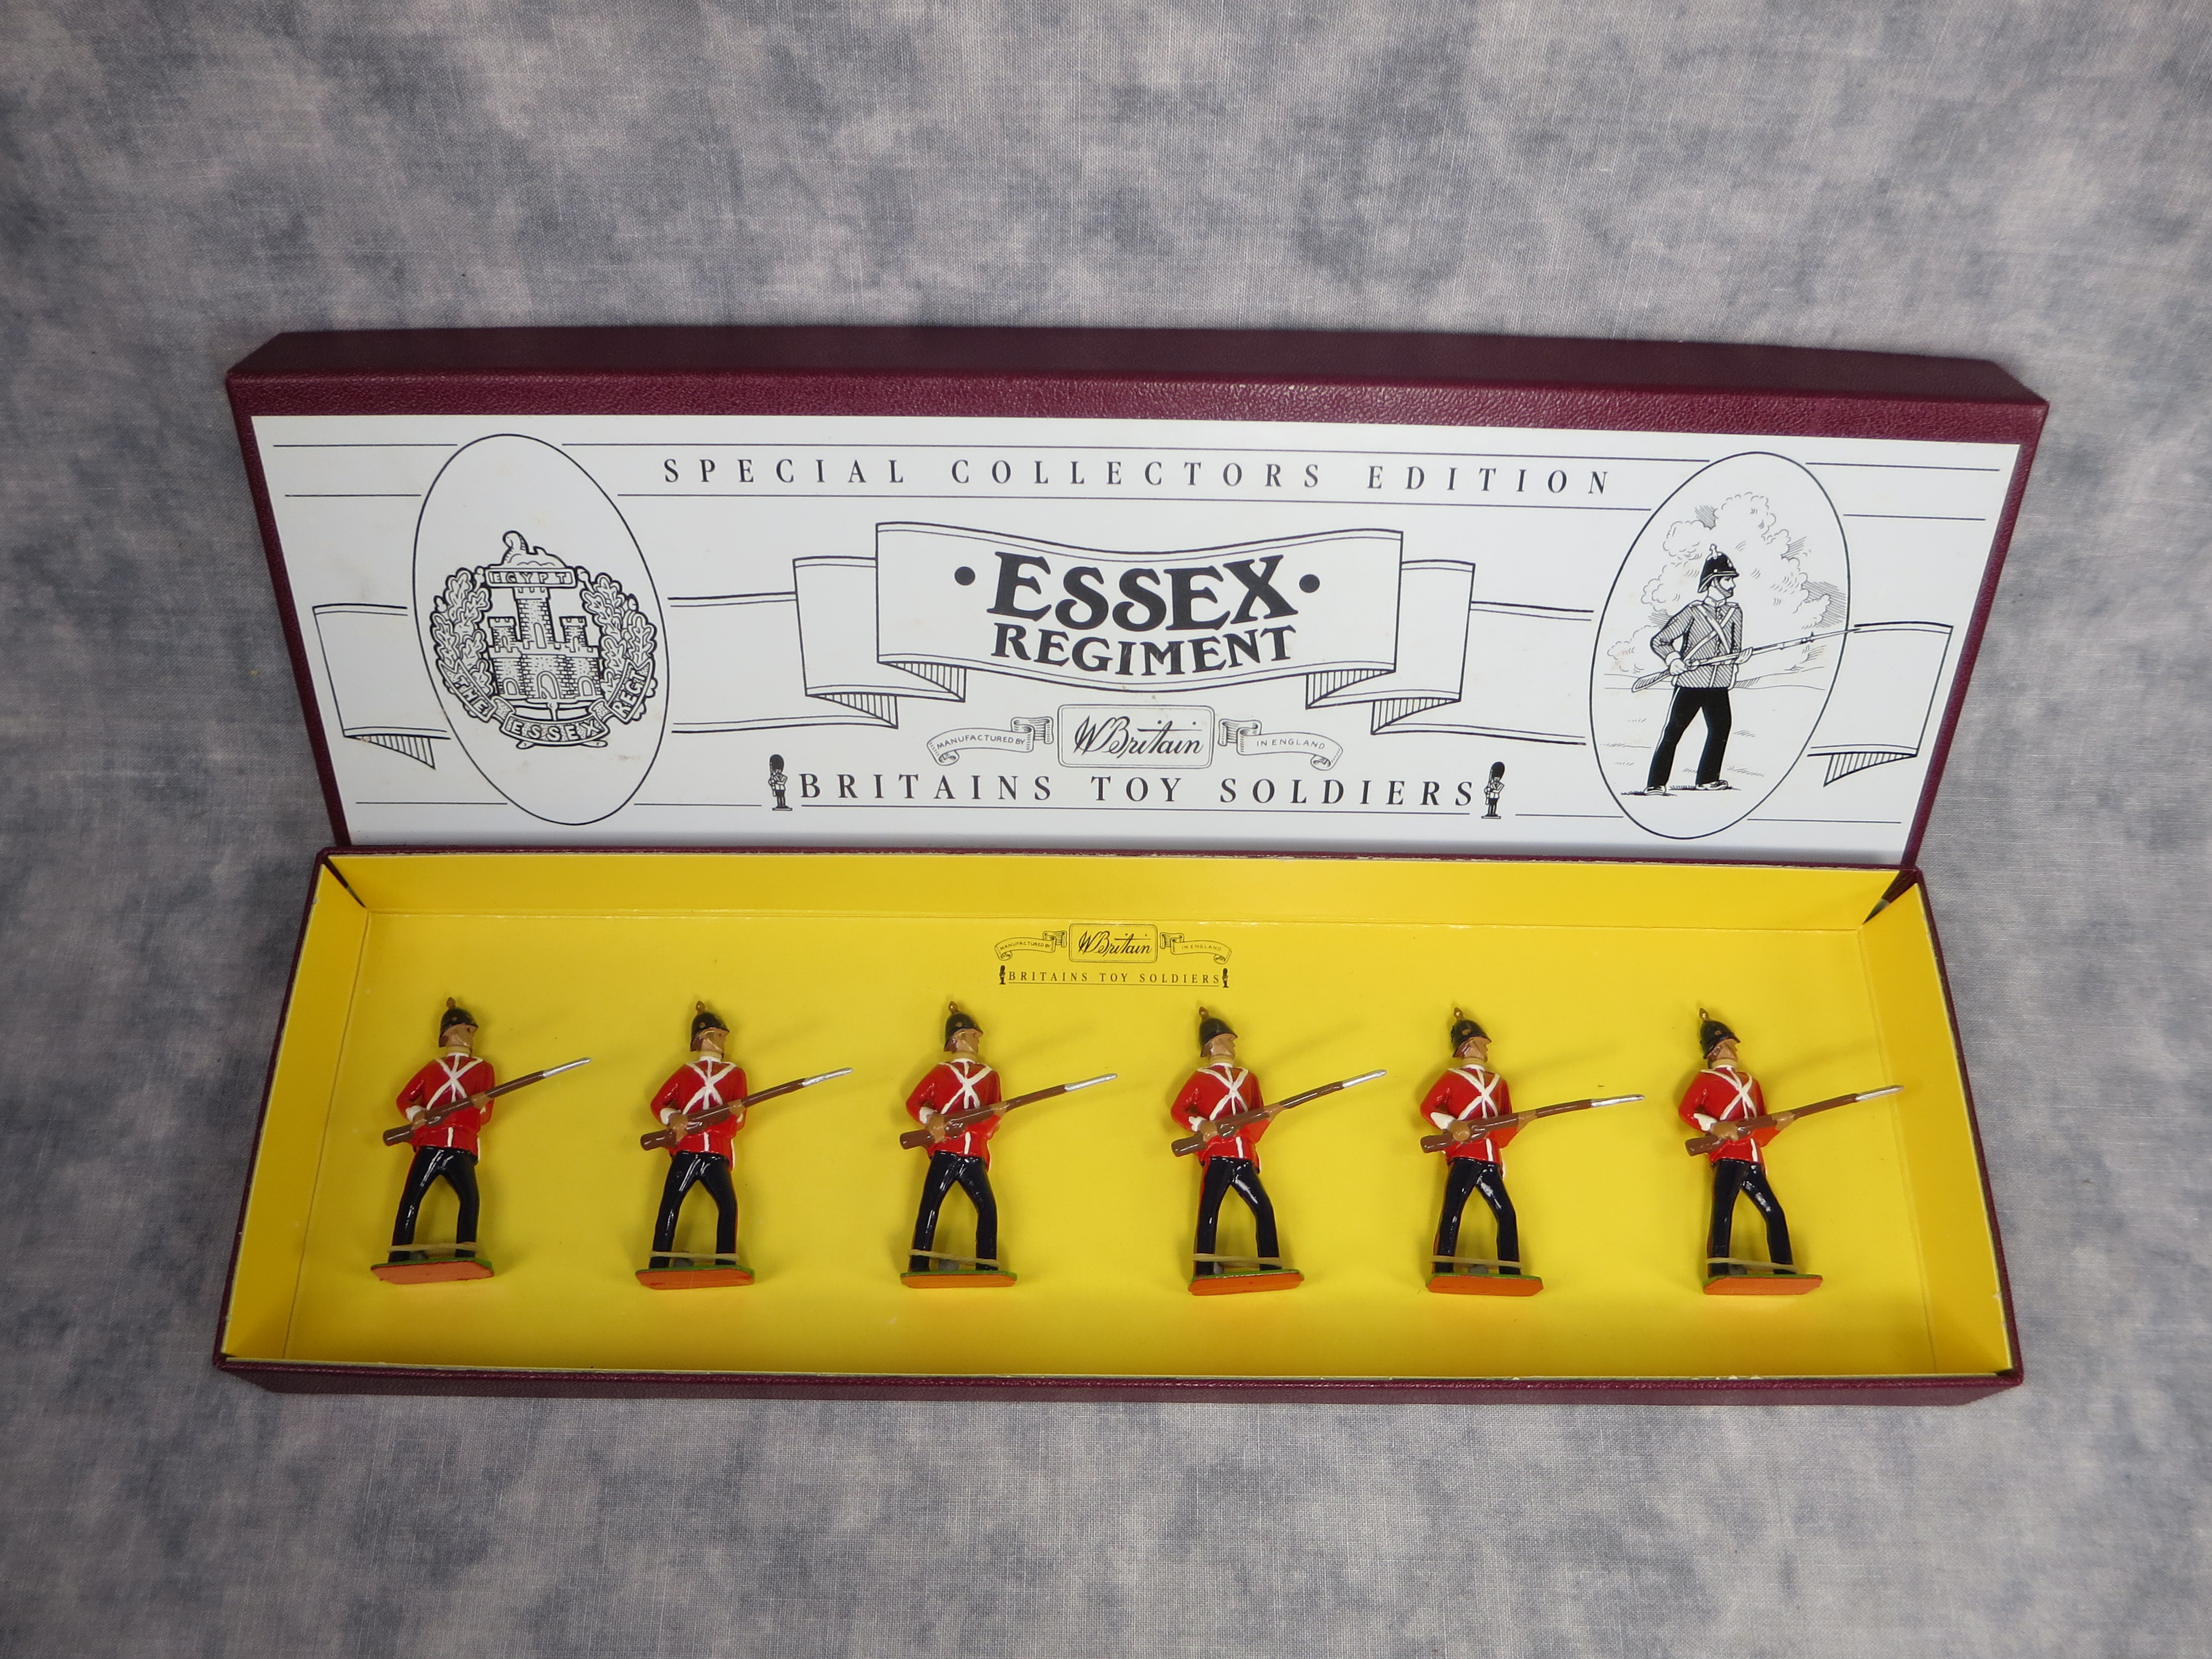 SPECIAL COLLECTORS EDITION
EGYPT
THE ESSEX REGT
• ESSEX •
REGIMENT
MANUFACTURED BY W Britain IN ENGLAND
BRITAINS TOY SOLDIERS
MANUFACTURED BY W Britain IN ENGLAND
BRITAINS TOY SOLDIERS